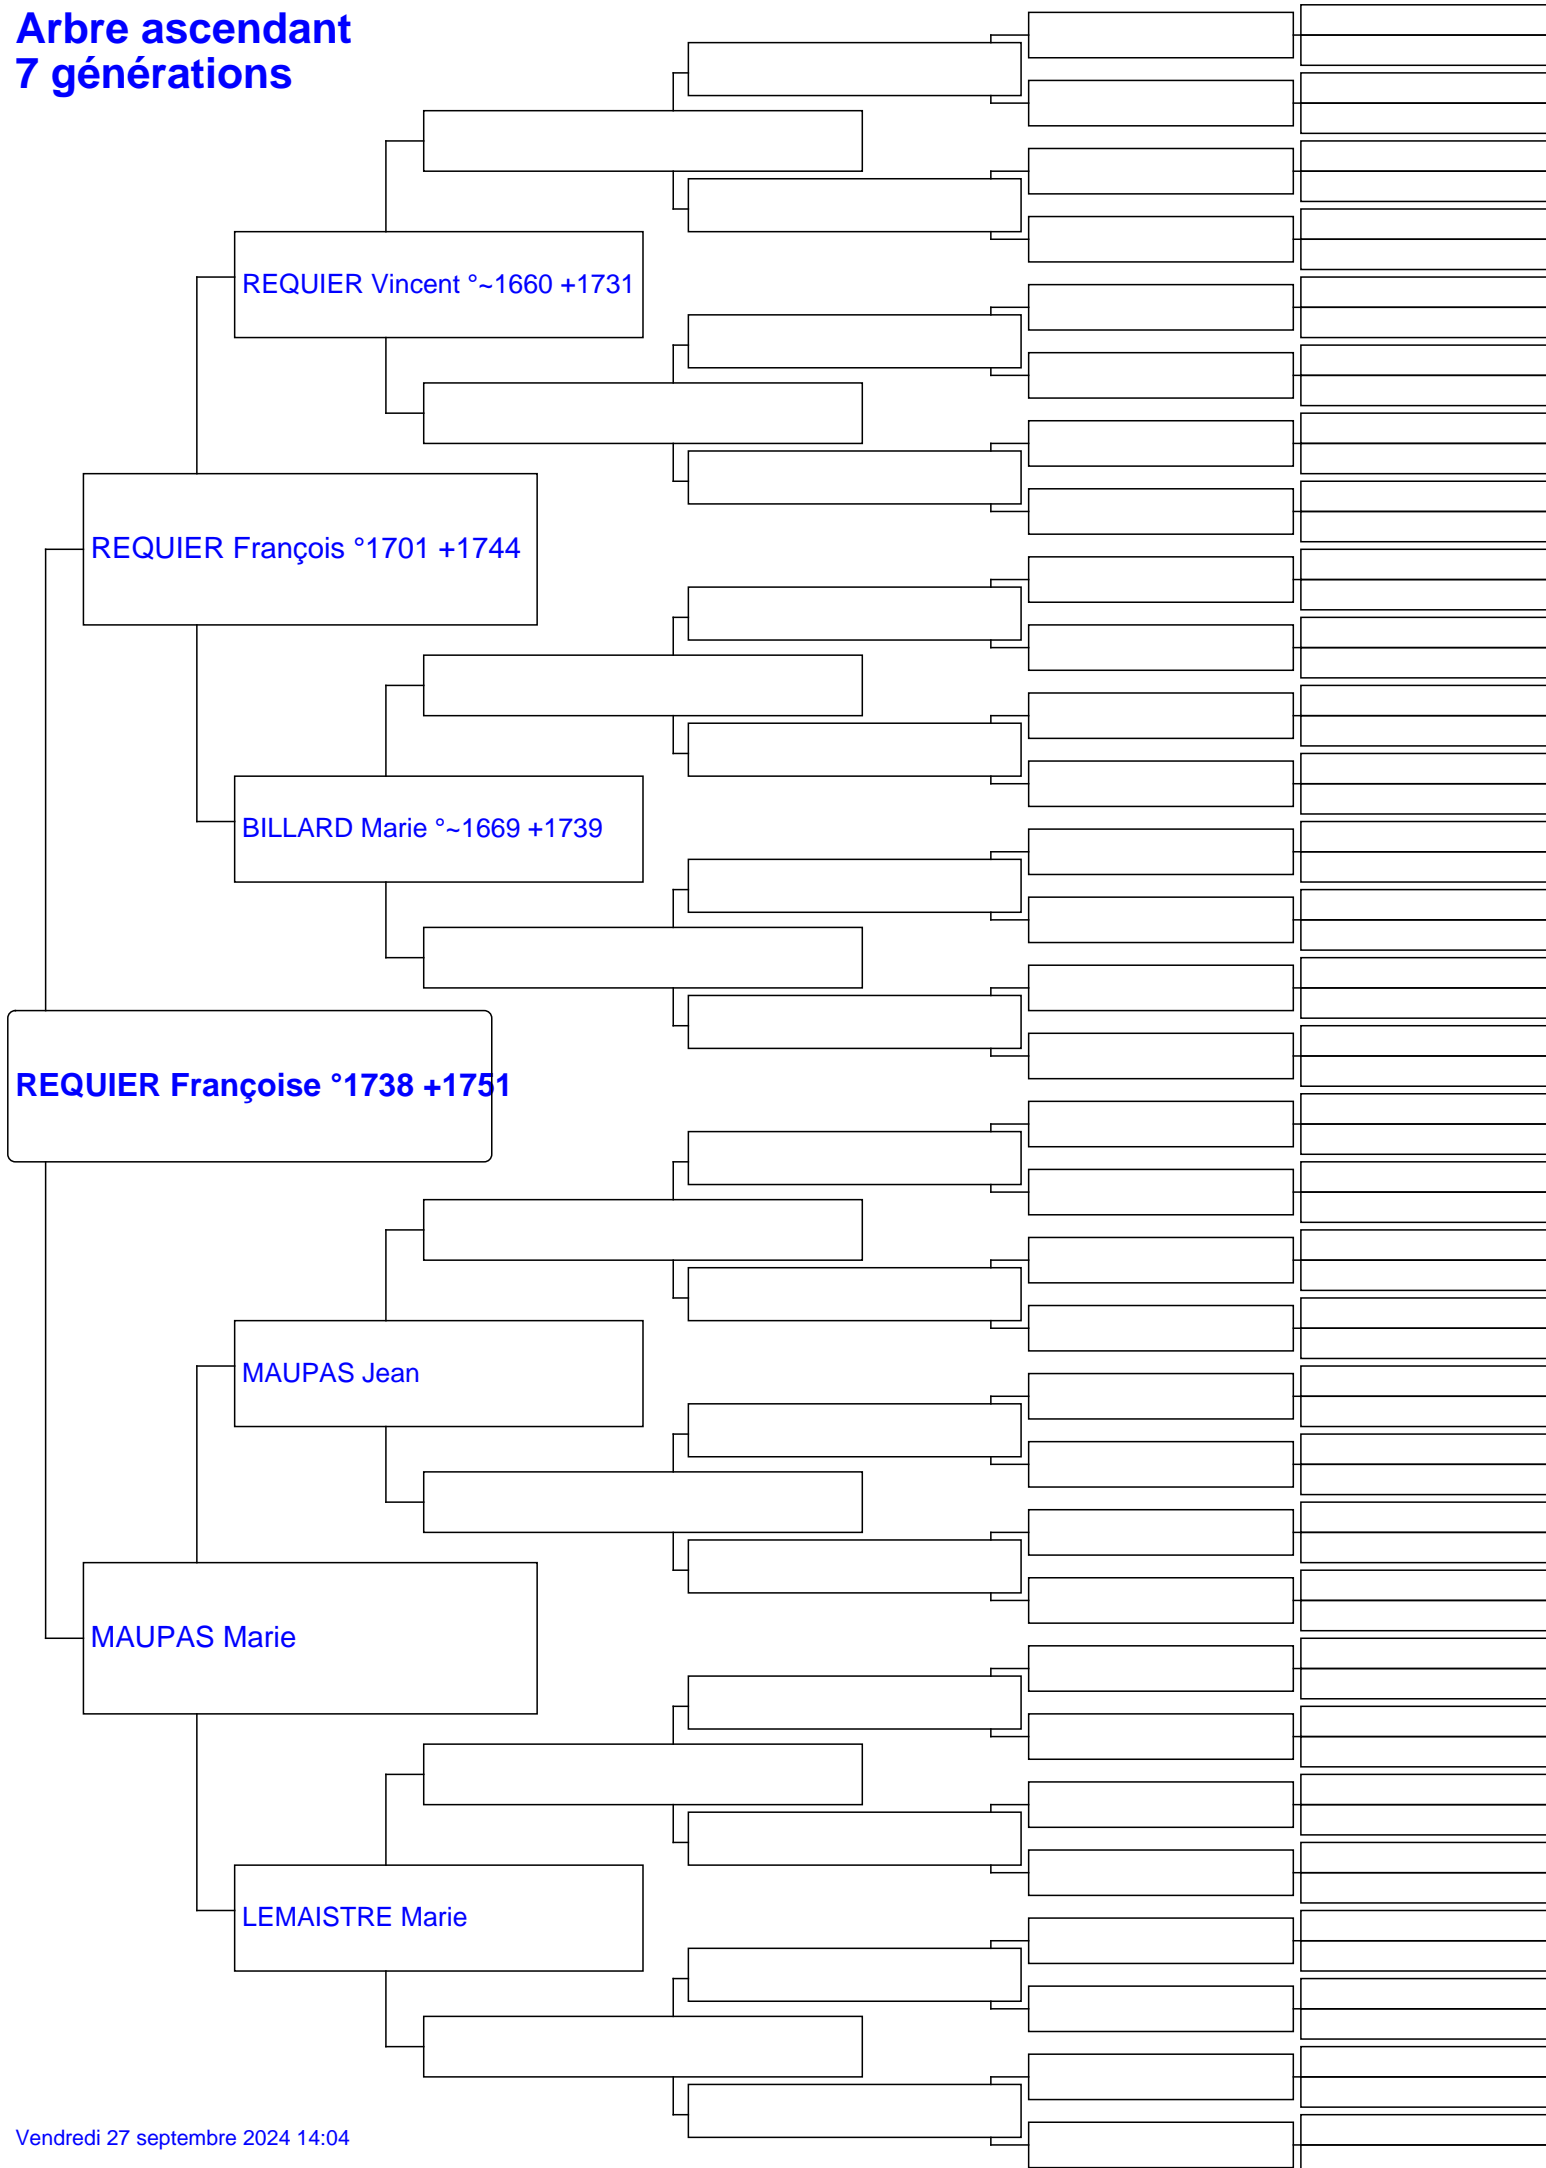 Arbre ascendant
7 générations
REQUIER Vincent °~1660 +1731
REQUIER François °1701 +1744
BILLARD Marie °~1669 +1739
REQUIER Françoise °1738 +1751
MAUPAS Jean
MAUPAS Marie
LEMAISTRE Marie
Vendredi 27 septembre 2024 14:04